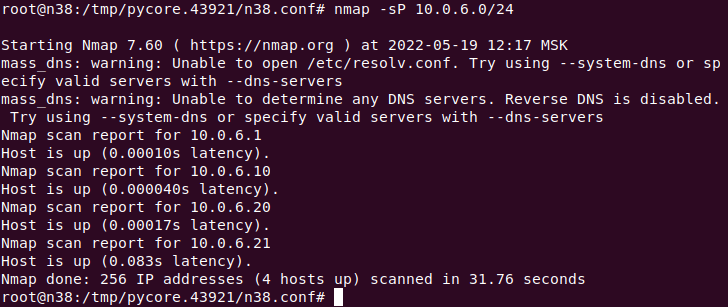 root@n38:/tmp/pycore.43921/n38.conf# nmap -sP 10.0.6.0/24

Starting Nmap 7.60 ( https://nmap.org ) at 2022-05-19 12:17 MSK
mass_dns: warning: Unable to open /etc/resolv.conf. Try using --system-dns or sp
ecify valid servers with --dns-servers
mass_dns: warning: Unable to determine any DNS servers. Reverse DNS is disabled.
 Try using --system-dns or specify valid servers with --dns-servers
Nmap scan report for 10.0.6.1
Host is up (0.00010s latency).
Nmap scan report for 10.0.6.10
Host is up (0.000040s latency).
Nmap scan report for 10.0.6.20
Host is up (0.00017s latency).
Nmap scan report for 10.0.6.21
Host is up (0.083s latency).
Nmap done: 256 IP addresses (4 hosts up) scanned in 31.76 seconds
root@n38:/tmp/pycore.43921/n38.conf#